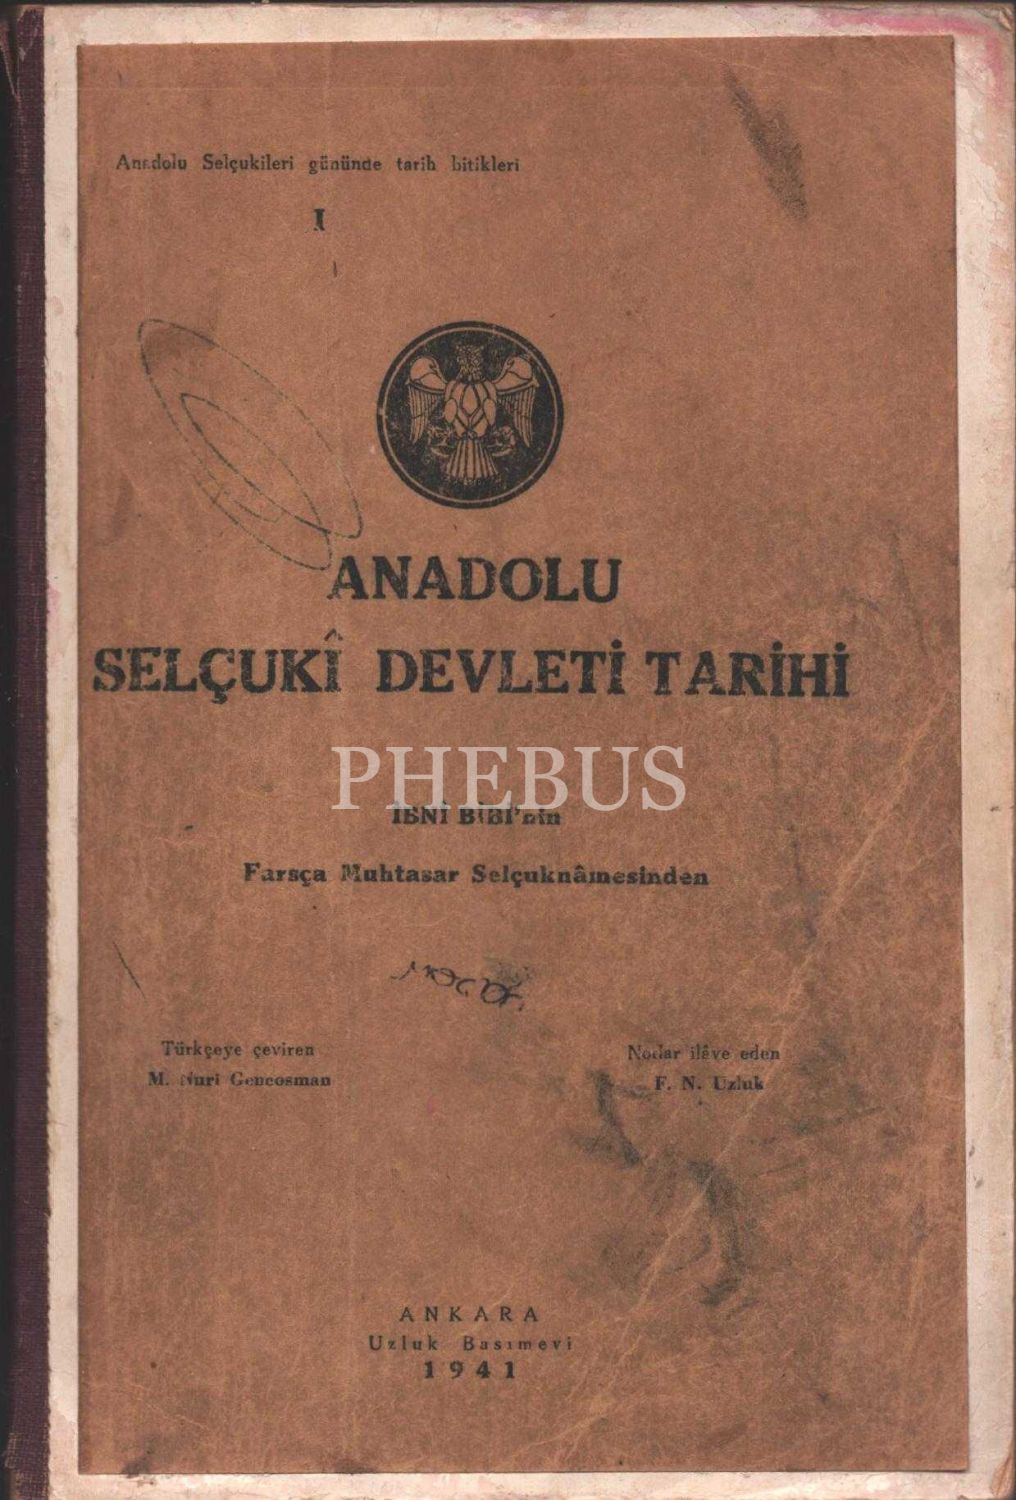 Anadolu Selçukileri gününde tarih bitikleri
I
ANADOLU
SELÇUKÎ DEVLETİ TARİHİ
PHEBUS
İBNİ BİBİ'nin
Farsça Muhtasar Selçuknâmesinden
Türkçeye çeviren
M. Nuri Gencosman
Notlar ilâve eden
F. N. Uzluk
ANKARA
Uzluk Basımevi
1941